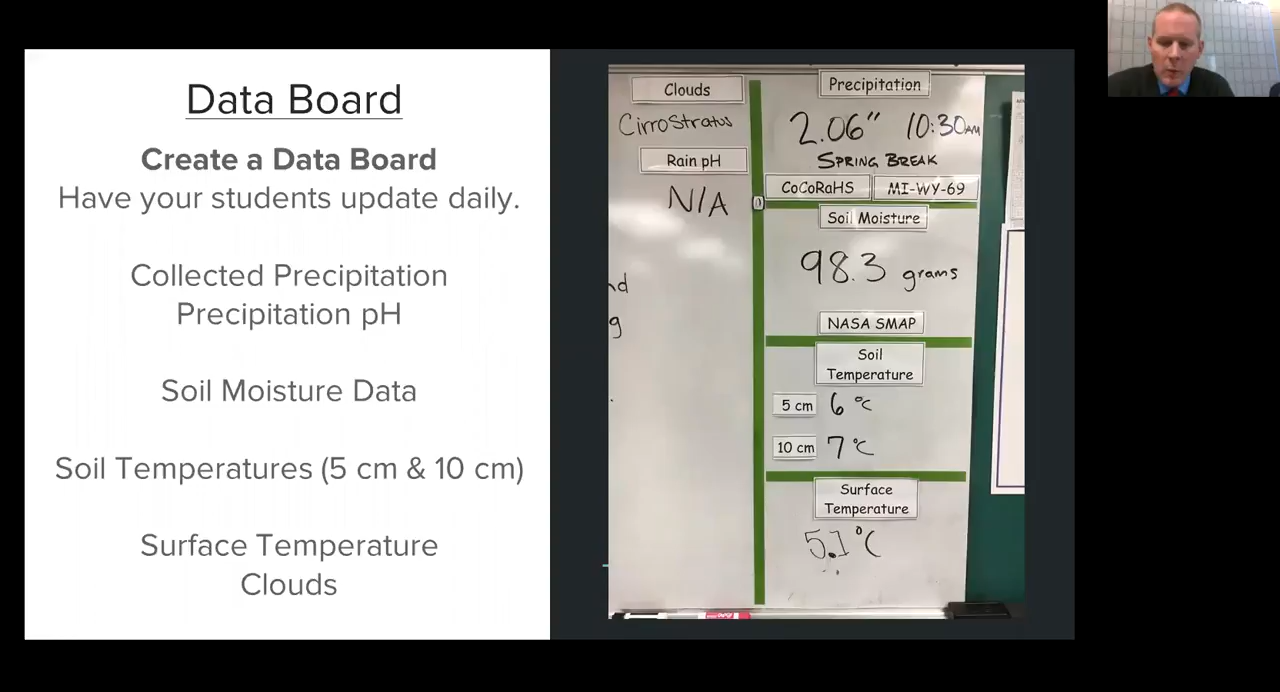 Data Board
Create a Data Board
Have your students update daily.
Collected Precipitation
Precipitation pH
Soil Moisture Data
Soil Temperatures (5 cm & 10 cm)
Surface Temperature
Clouds
Clouds
CirroStratus
Rain pH
N/A
nd
g
Precipitation
2.06” 10:30AM
SPRING BREAK
CoCoRaHS MI-WY-69
Soil Moisture
98.3 grams
NASA SMAP
Soil
Temperature
5 cm 6 °C
10 cm 7 °C
Surface
Temperature
5.1 °C